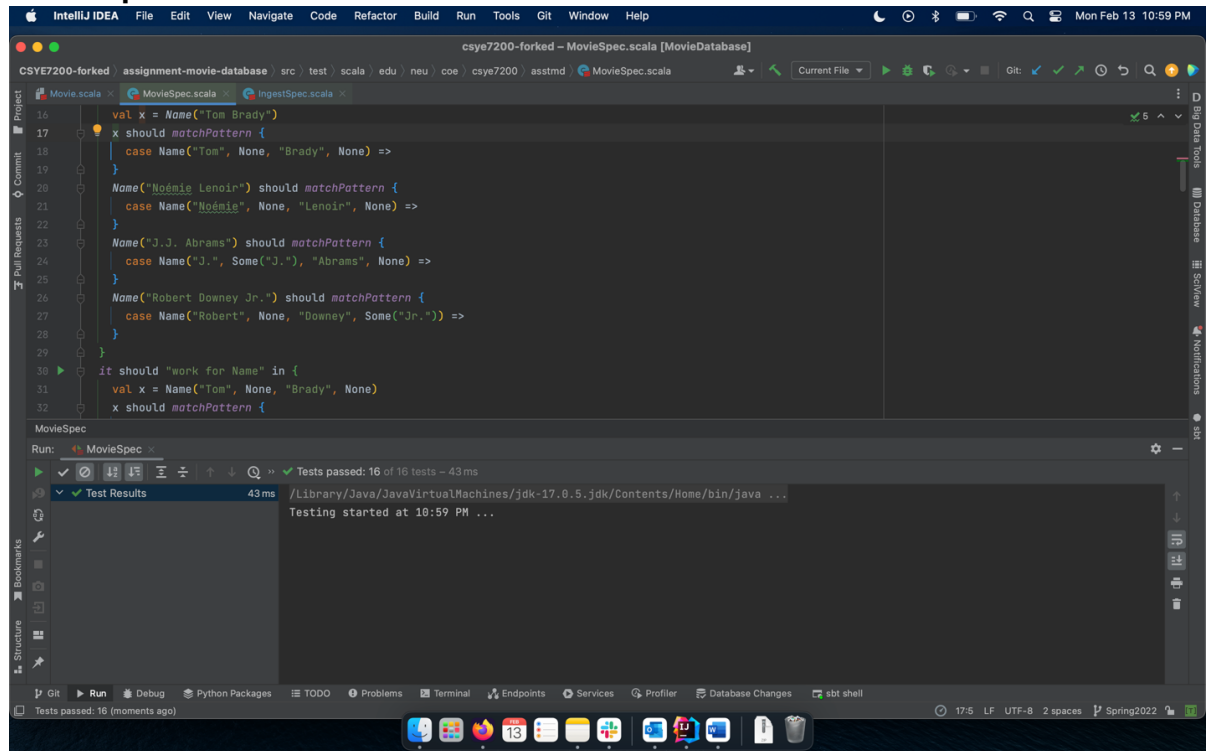 IntelliJ IDEA File Edit View Navigate Code Refactor Build Run Tools Git Window Help Mon Feb 13 10:59 PM
csye7200-forked – MovieSpec.scala [MovieDatabase]
CSYE7200-forked assignment-movie-database src test scala edu neu coe csye7200 asstmd MovieSpec.scala Current File Git:
Movie.scala MovieSpec.scala IngestSpec.scala
16 val x = Name("Tom Brady") 5
17 x should matchPattern {
18 case Name("Tom", None, "Brady", None) =>
19 }
20 Name("Noémie Lenoir") should matchPattern {
21 case Name("Noémie", None, "Lenoir", None) =>
22 }
23 Name("J.J. Abrams") should matchPattern {
24 case Name("J.", Some("J."), "Abrams", None) =>
25 }
26 Name("Robert Downey Jr.") should matchPattern {
27 case Name("Robert", None, "Downey", Some("Jr.")) =>
28 }
29 }
30 it should "work for Name" in {
31 val x = Name("Tom", None, "Brady", None)
32 x should matchPattern {
Project
Commit
Pull Requests
Bookmarks
Structure
D
Big Data Tools
Database
SciView
Notifications
sbt
MovieSpec
Run: MovieSpec
Tests passed: 16 of 16 tests – 43 ms
Test Results 43 ms
/Library/Java/JavaVirtualMachines/jdk-17.0.5.jdk/Contents/Home/bin/java ...
Testing started at 10:59 PM ...
Git Run Debug Python Packages TODO Problems Terminal Endpoints Services Profiler Database Changes sbt shell
Tests passed: 16 (moments ago) 17:5 LF UTF-8 2 spaces Spring2022
FEB
13